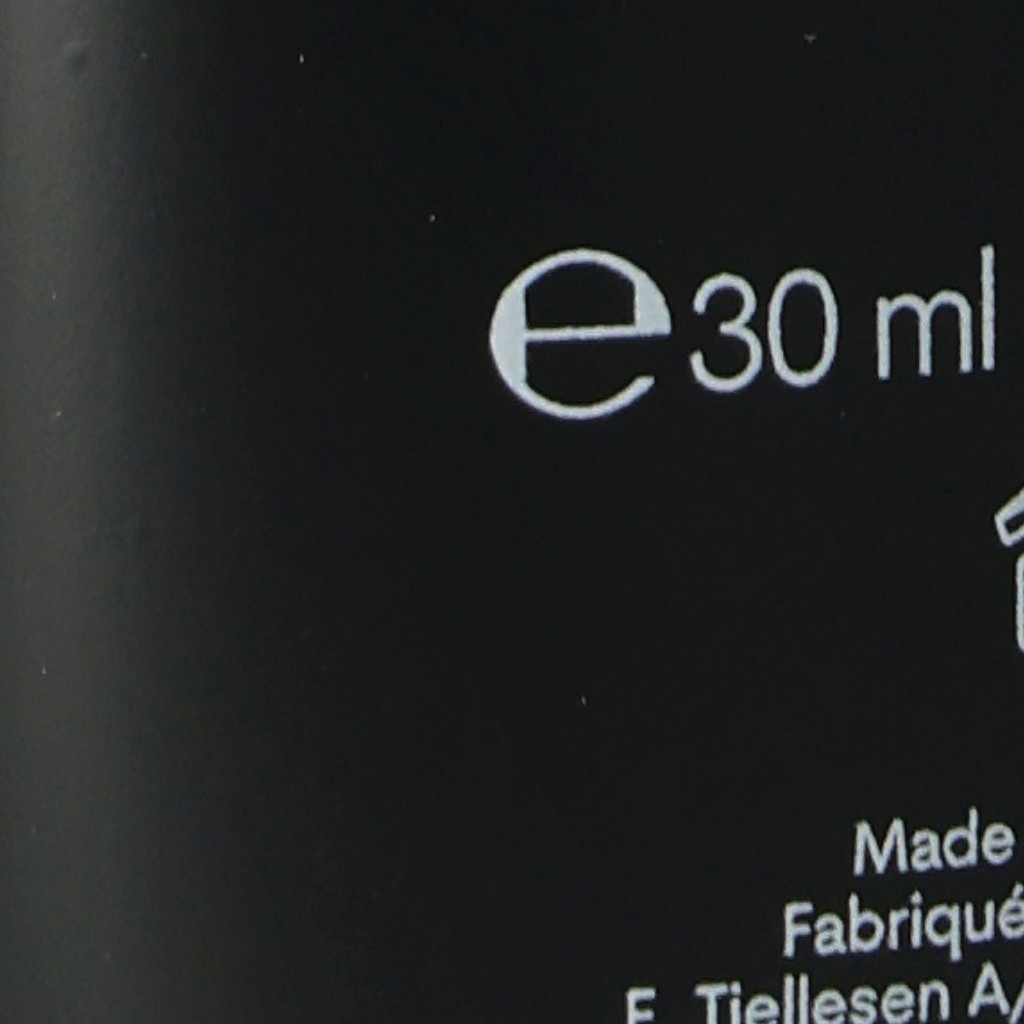 ℮30 ml
Made
Fabriqué
E. Tjellesen A/